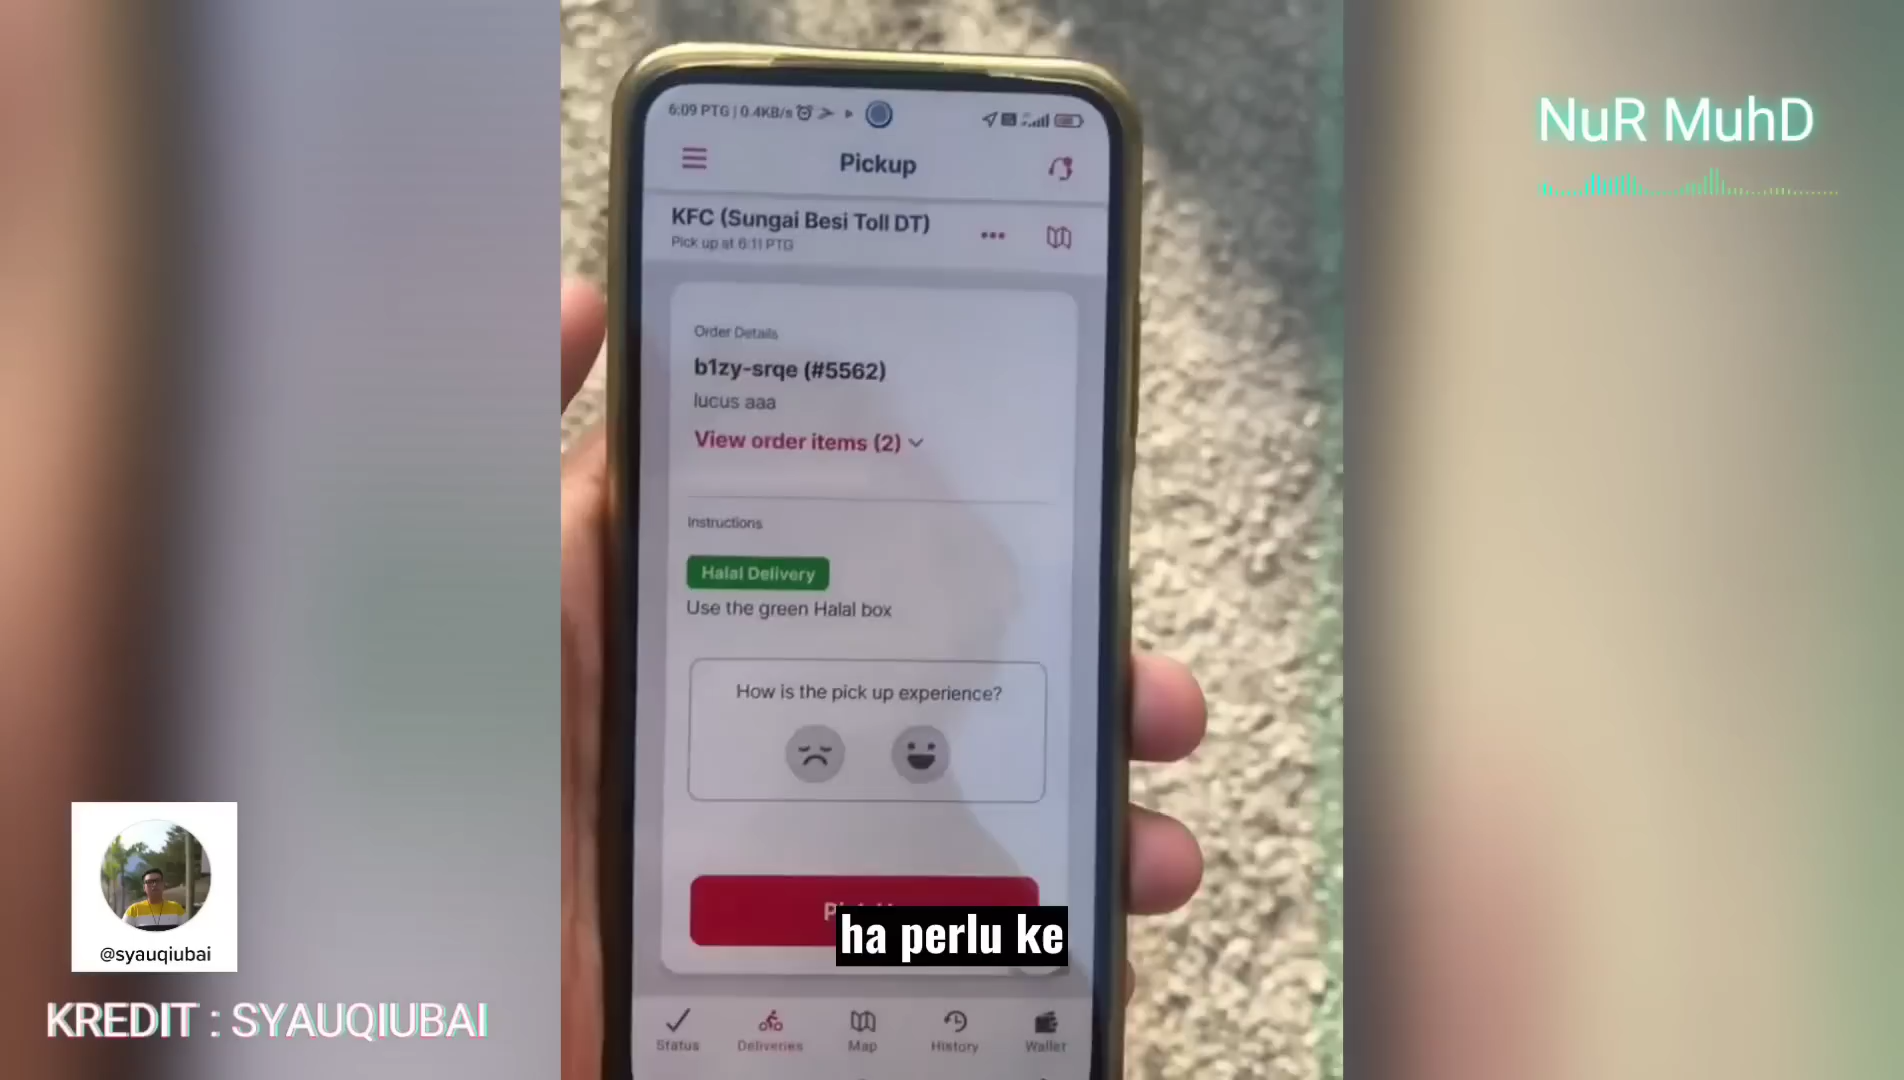 NuR MuhD
6:09 PTG | 0.4KB/s
Pickup
KFC (Sungai Besi Toll DT)
Pick up at 6:11 PTG
Order Details
b1zy-srqe (#5562)
lucus aaa
View order items (2)
Instructions
Halal Delivery
Use the green Halal box
How is the pick up experience?
ha perlu ke
Status
Deliveries
Map
History
Wallet
@syauqiubai
KREDIT : SYAUQIUBAI